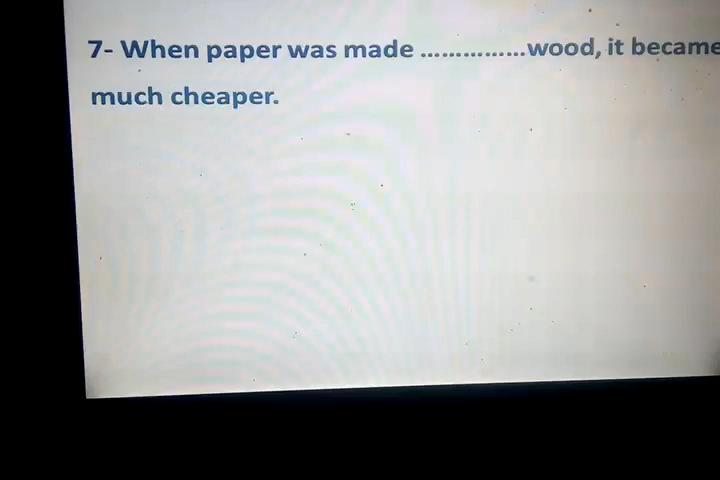 7- When paper was made ...............wood, it became
much cheaper.